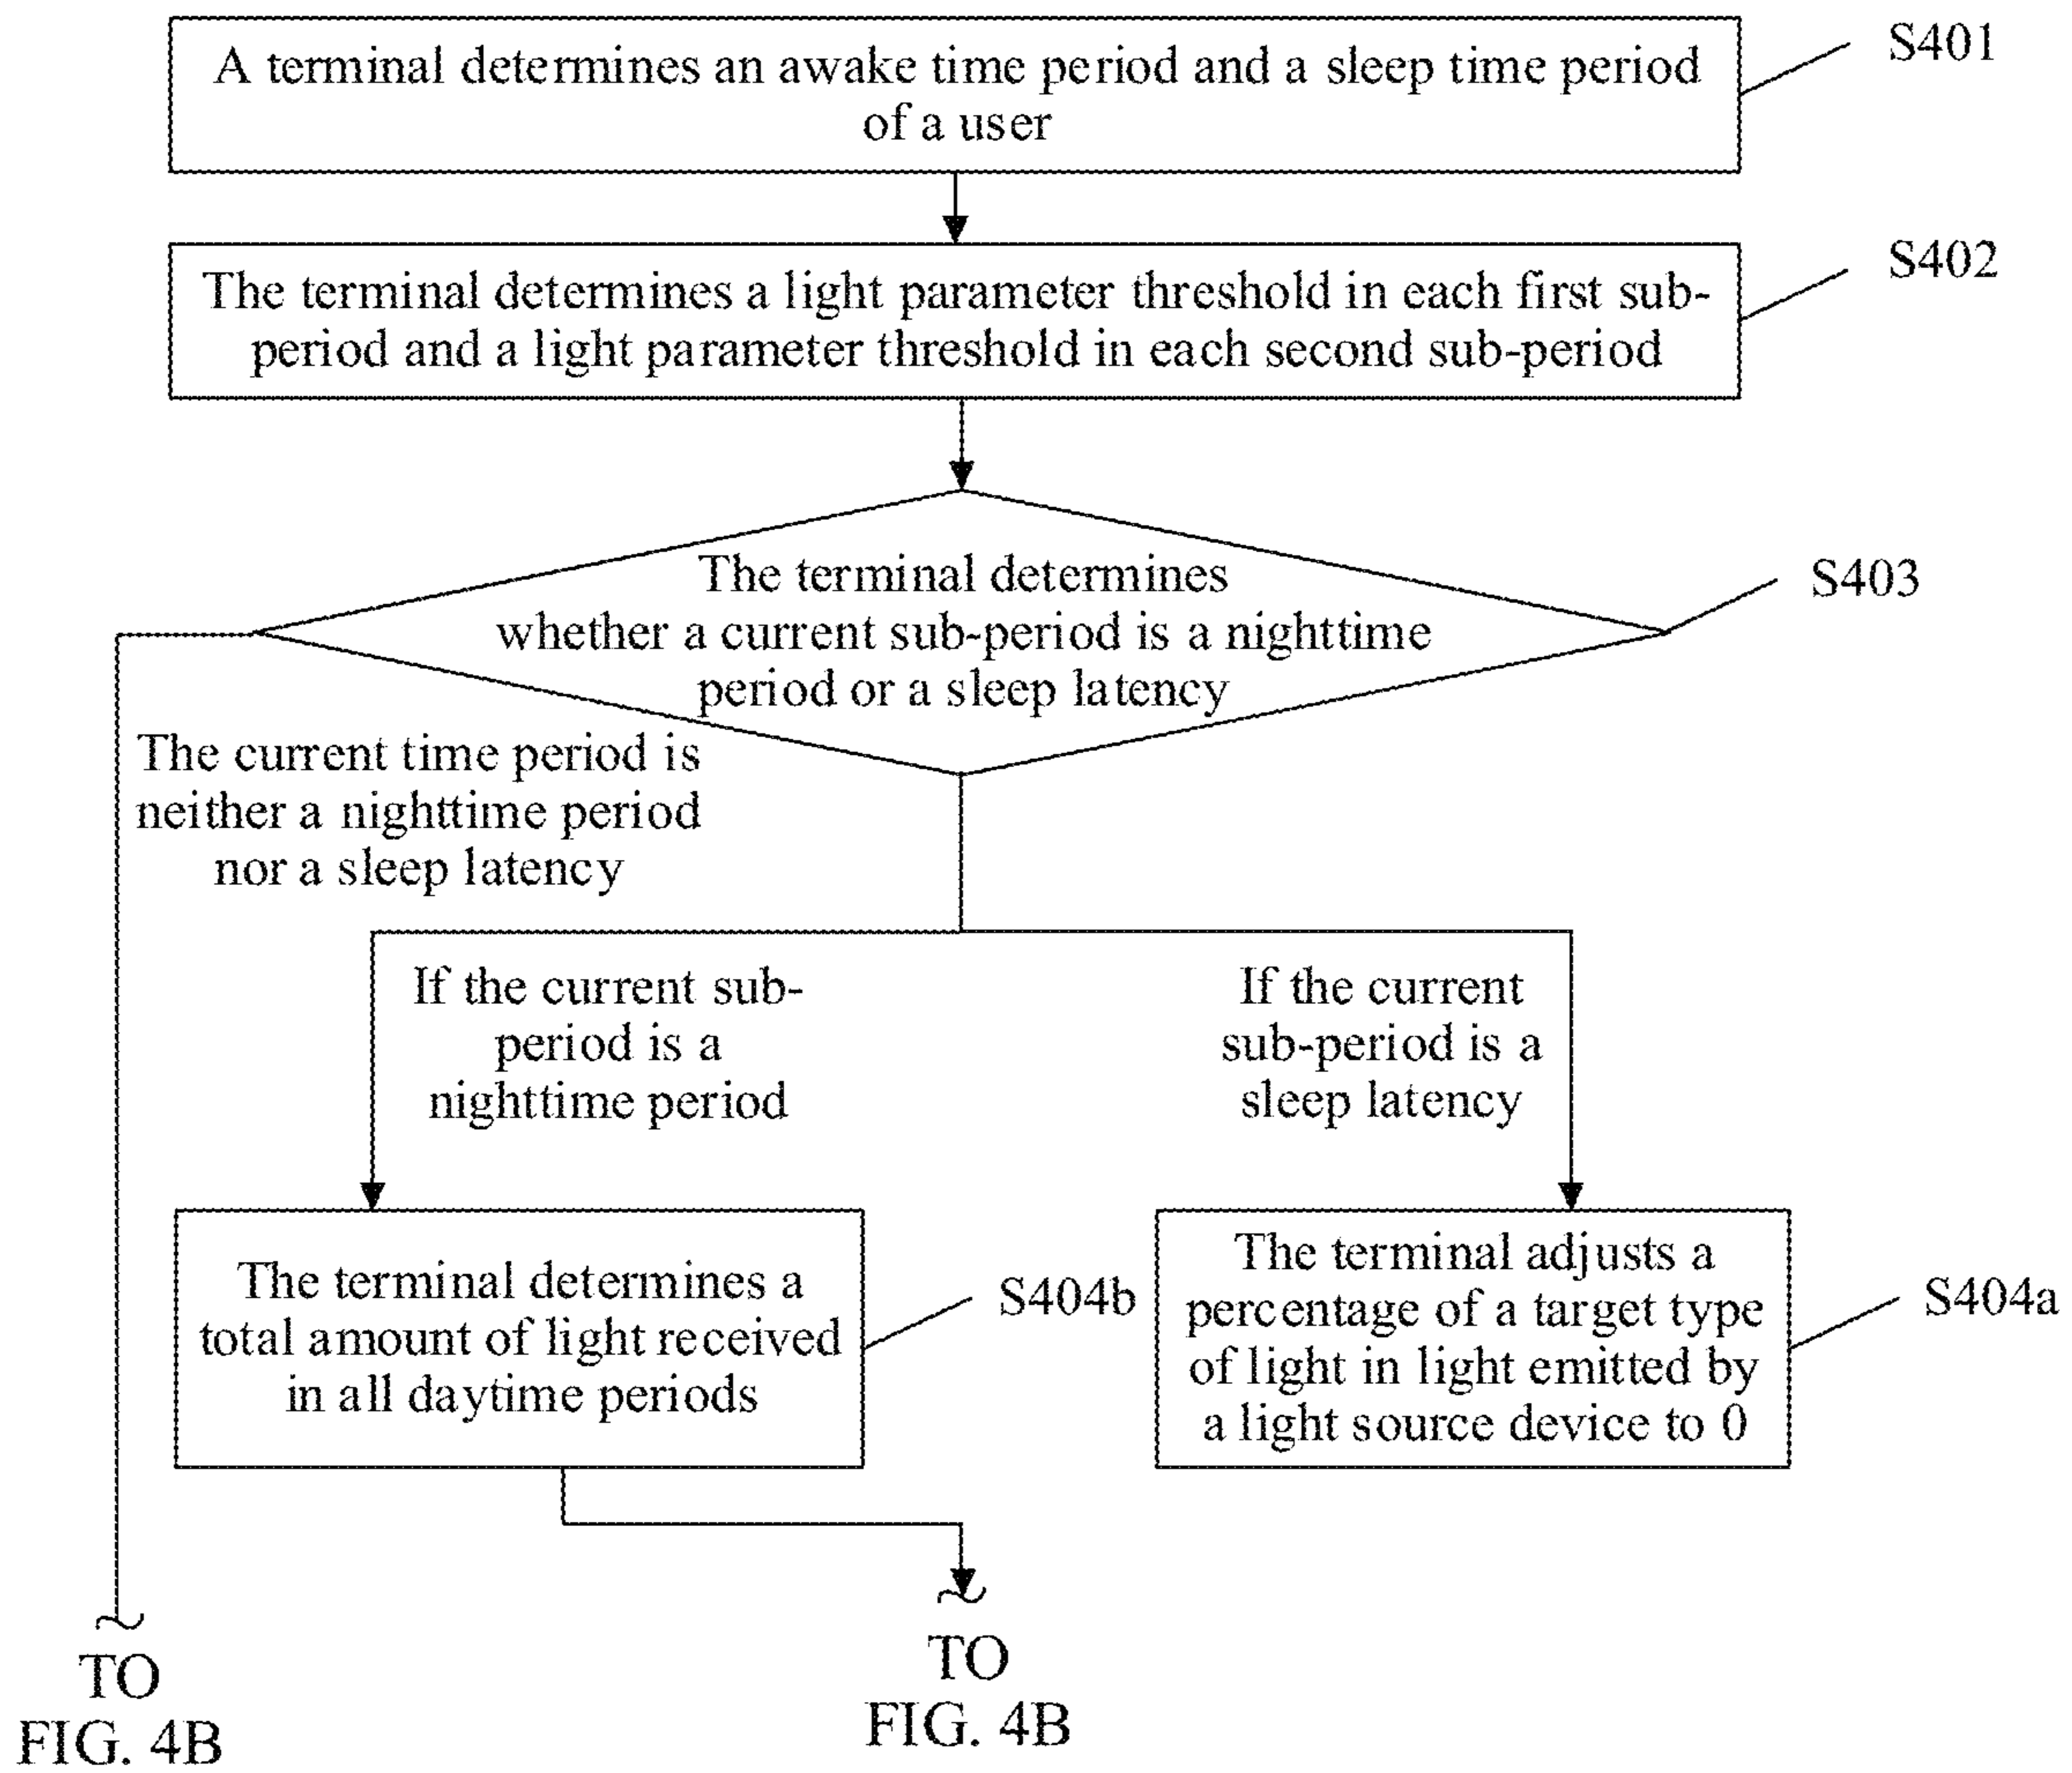 A terminal determines an awake time period and a sleep time period
of a user
S401
The terminal determines a light parameter threshold in each first sub-
period and a light parameter threshold in each second sub-period
S402
The terminal determines
whether a current sub-period is a nighttime
period or a sleep latency
S403
The current time period is
neither a nighttime period
nor a sleep latency
If the current sub-
period is a
nighttime period
If the current
sub-period is a
sleep latency
The terminal determines a
total amount of light received
in all daytime periods
S404b
The terminal adjusts a
percentage of a target type
of light in light emitted by
a light source device to 0
S404a
TO
FIG. 4B
TO
FIG. 4B